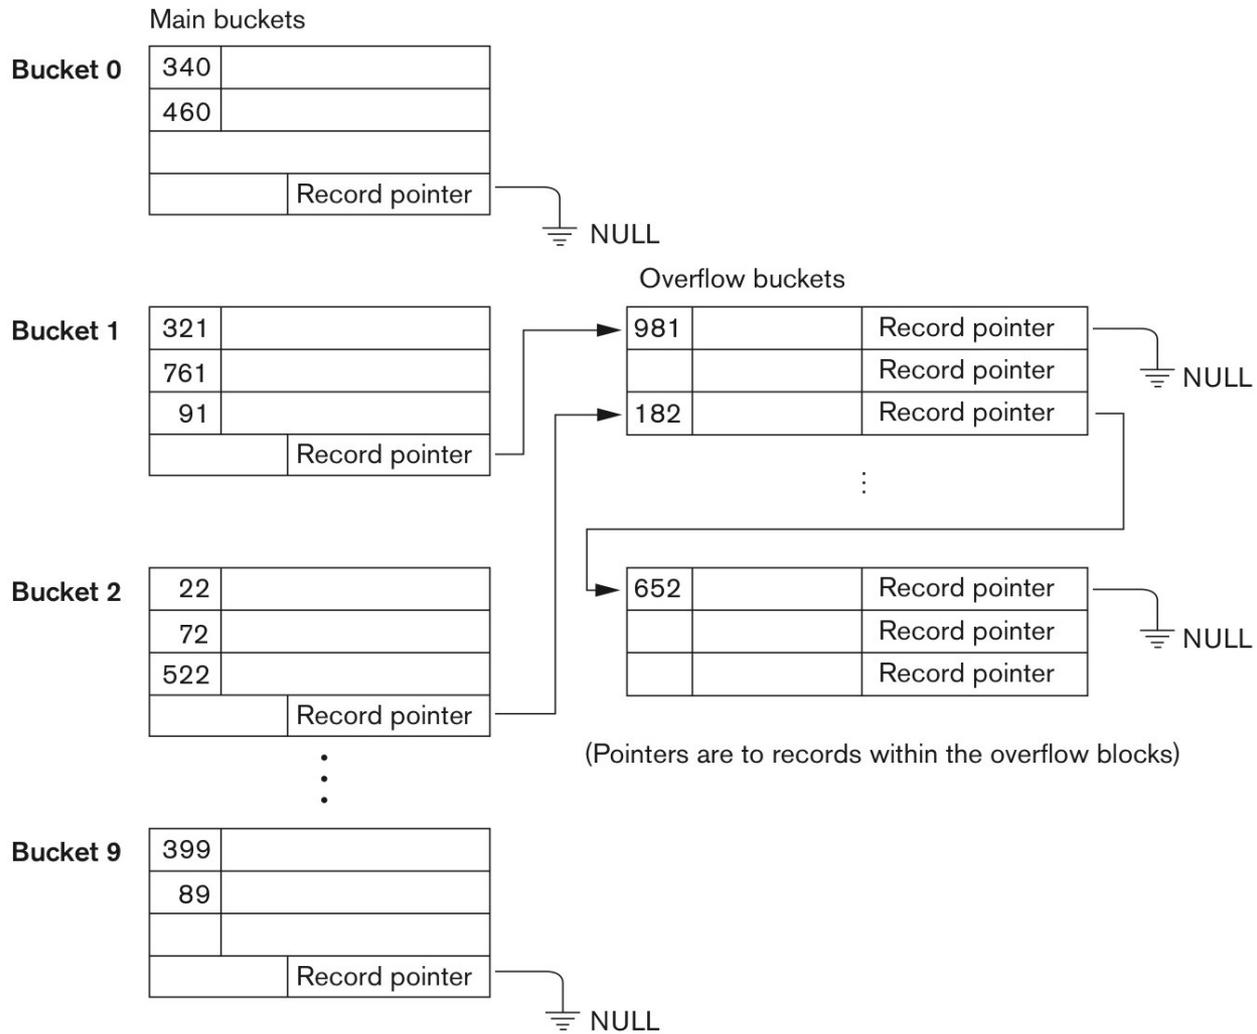 Main buckets
Bucket 0
340
460
Record pointer
NULL
Overflow buckets
Bucket 1
321
761
91
Record pointer
981 Record pointer
Record pointer
182 Record pointer
NULL
Bucket 2
22
72
522
Record pointer
652 Record pointer
Record pointer
Record pointer
NULL
(Pointers are to records within the overflow blocks)
Bucket 9
399
89
Record pointer
NULL